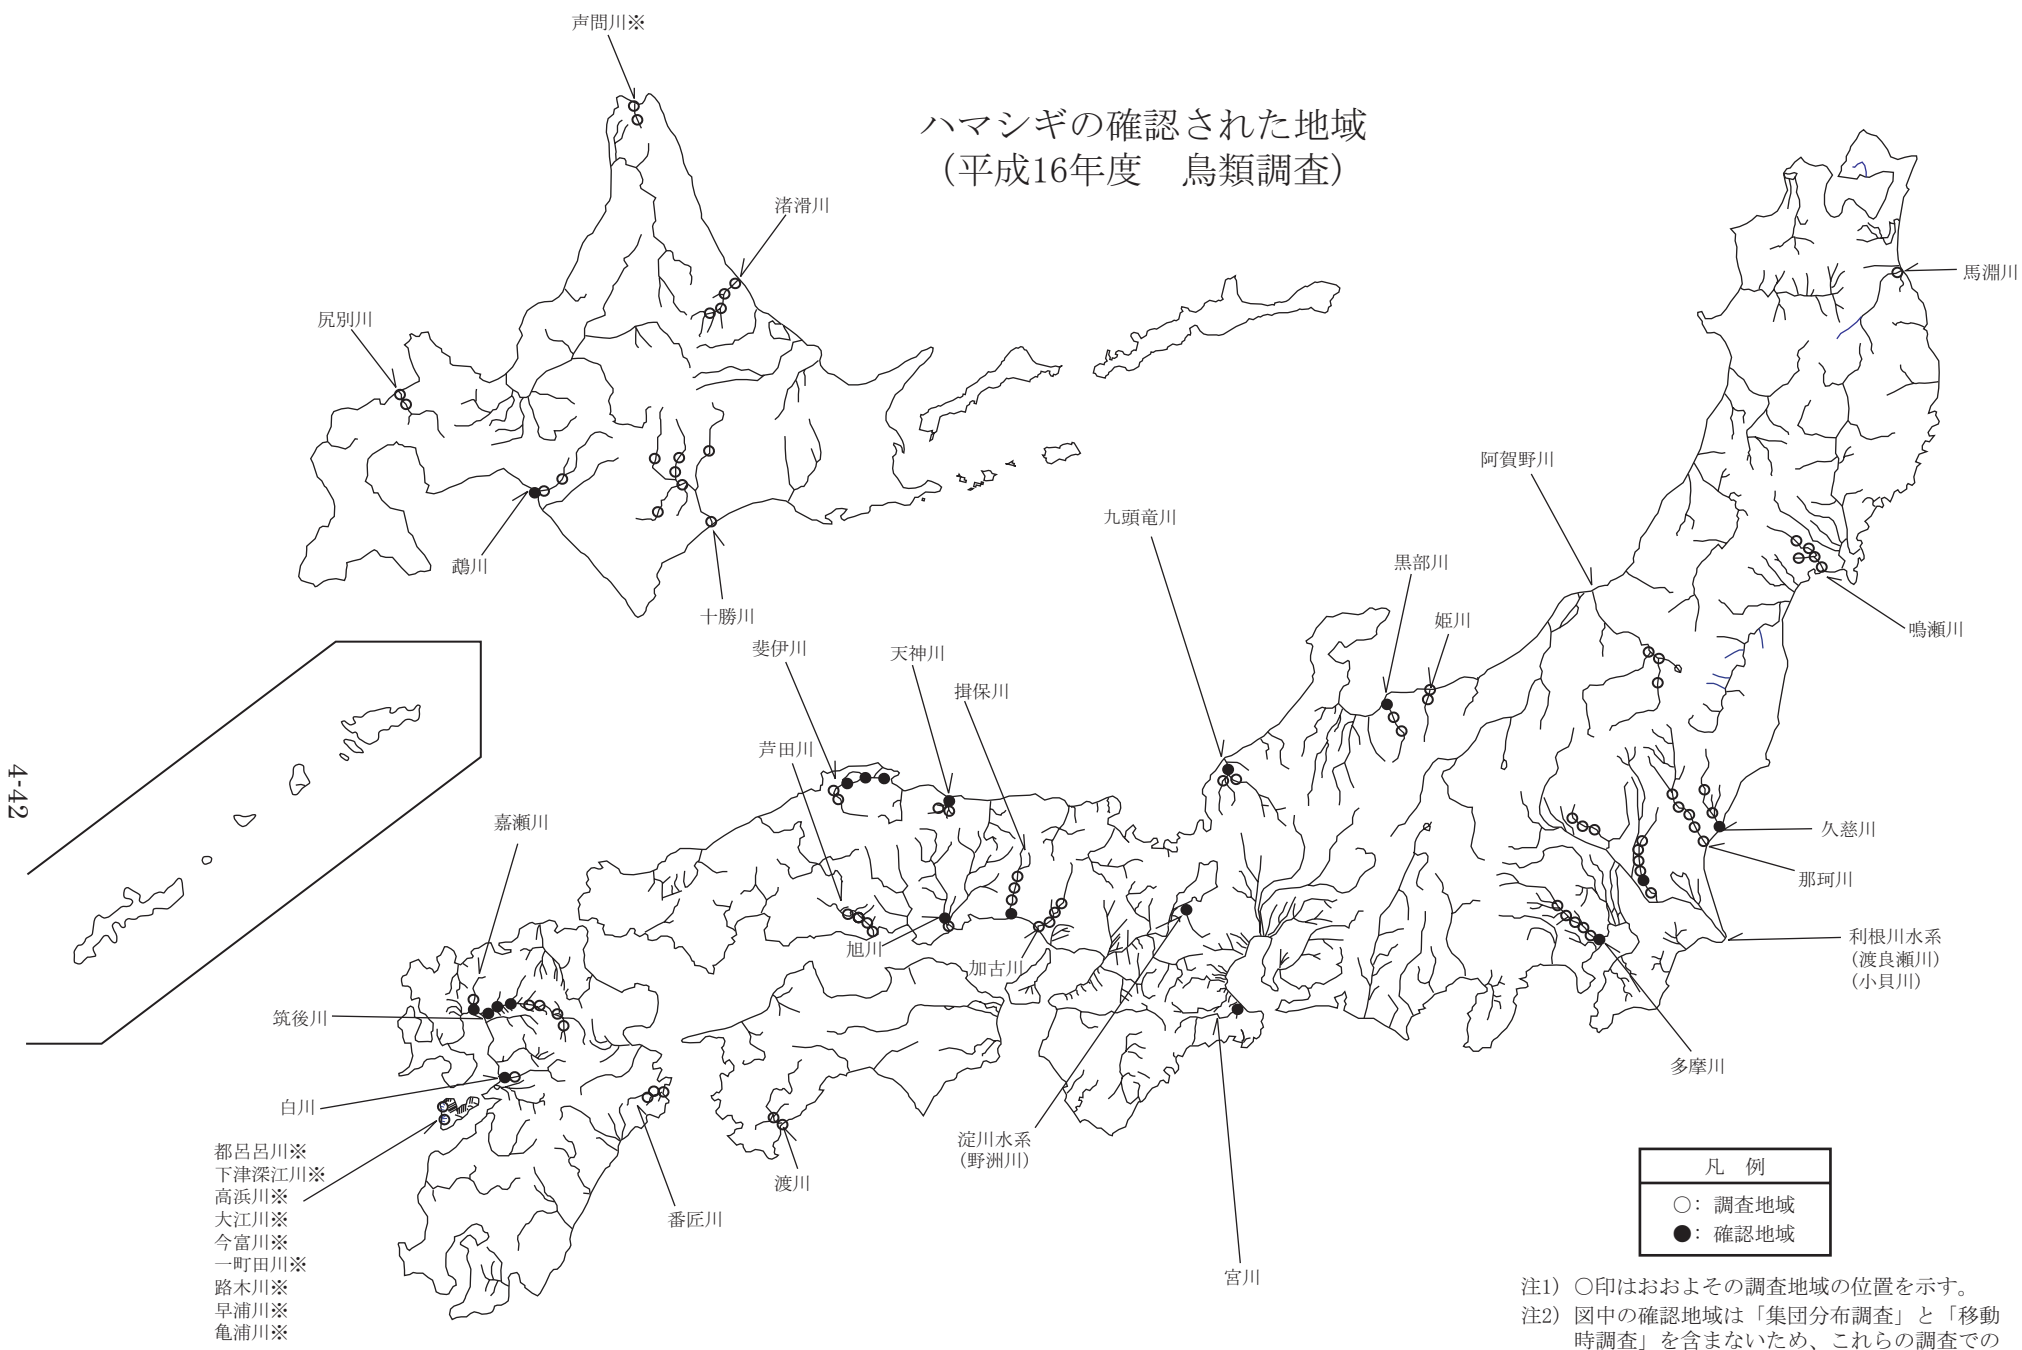 ハマシギの確認された地域
（平成16年度　鳥類調査）
声問川※
渚滑川
尻別川
鵡川
十勝川
馬淵川
阿賀野川
鳴瀬川
九頭竜川
黒部川
姫川
斐伊川
天神川
揖保川
芦田川
嘉瀬川
旭川
加古川
久慈川
那珂川
利根川水系
（渡良瀬川）
（小貝川）
筑後川
白川
多摩川
淀川水系
（野洲川）
渡川
番匠川
宮川
都呂呂川※
下津深江川※
高浜川※
大江川※
今富川※
一町田川※
路木川※
早浦川※
亀浦川※
凡　例
○：調査地域
●：確認地域
注1）○印はおおよその調査地域の位置を示す。
注2）図中の確認地域は「集団分布調査」と「移動
時調査」を含まないため、これらの調査での
4-42